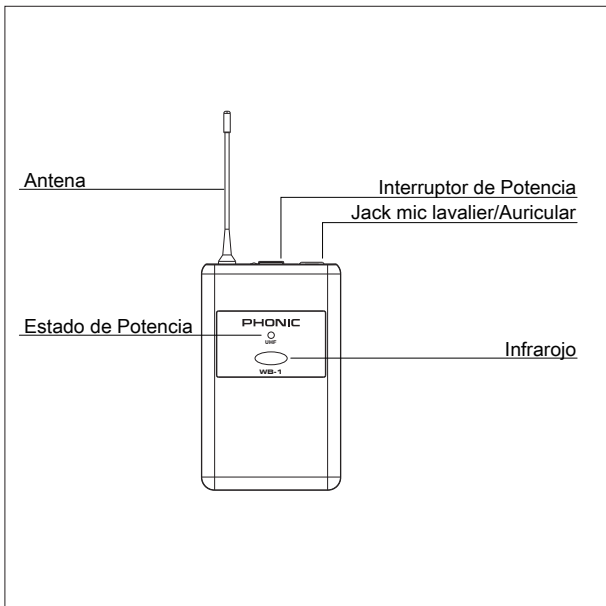 Antena
Interruptor de Potencia
Jack mic lavalier/Auricular
Estado de Potencia
PHONIC
UHF
Infrarojo
WB-1